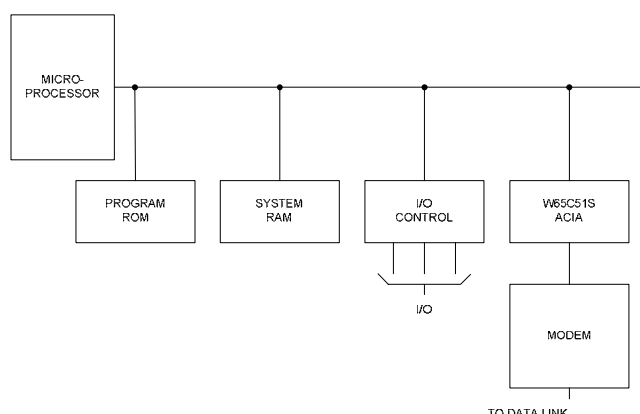 MICRO-
PROCESSOR
PROGRAM
ROM
SYSTEM
RAM
I/O
CONTROL
W65C51S
ACIA
I/O
MODEM
TO DATA LINK